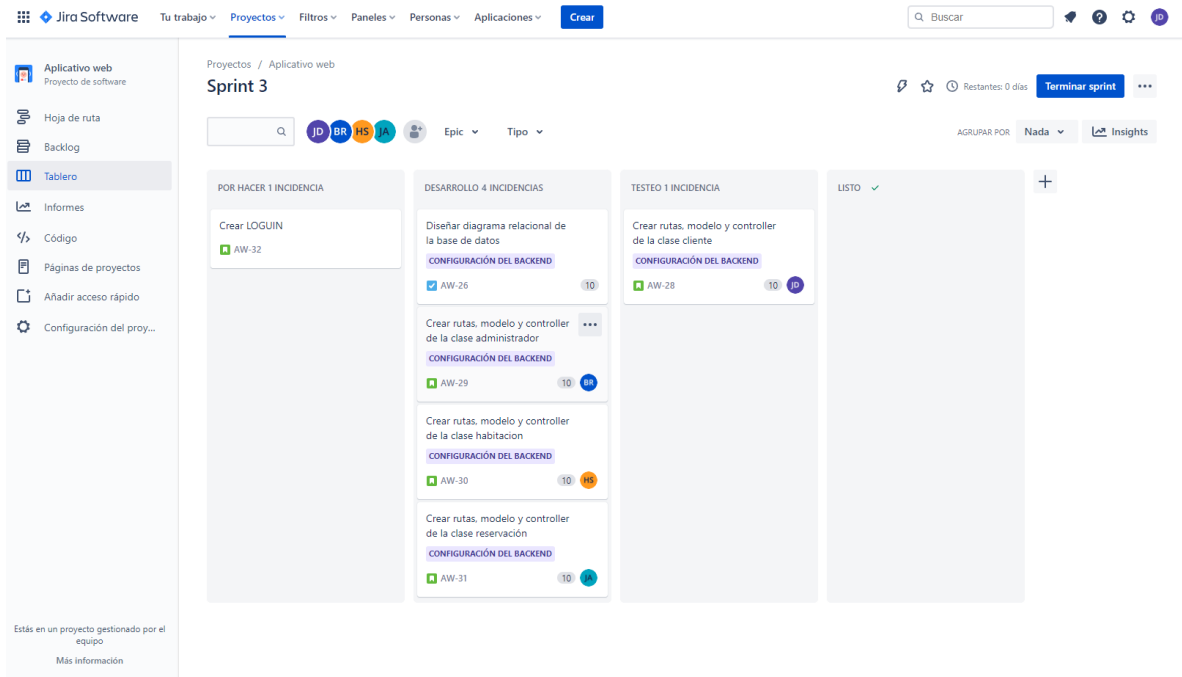 Jira Software Tu trabajo Proyectos Filtros Paneles Personas Aplicaciones Crear Buscar JD
Aplicativo web
Proyecto de software
Hoja de ruta
Backlog
Tablero
Informes
Código
Páginas de proyectos
Añadir acceso rápido
Configuración del proy...
Estás en un proyecto gestionado por el
equipo
Más información
Proyectos / Aplicativo web
Sprint 3
Restantes: 0 días Terminar sprint
JD BR HS JA Epic Tipo
AGRUPAR POR Nada Insights
POR HACER 1 INCIDENCIA
Crear LOGUIN
AW-32
DESARROLLO 4 INCIDENCIAS
Diseñar diagrama relacional de
la base de datos
CONFIGURACIÓN DEL BACKEND
AW-26 10
Crear rutas, modelo y controller
de la clase administrador
CONFIGURACIÓN DEL BACKEND
AW-29 10 BR
Crear rutas, modelo y controller
de la clase habitacion
CONFIGURACIÓN DEL BACKEND
AW-30 10 HS
Crear rutas, modelo y controller
de la clase reservación
CONFIGURACIÓN DEL BACKEND
AW-31 10 JA
TESTEO 1 INCIDENCIA
Crear rutas, modelo y controller
de la clase cliente
CONFIGURACIÓN DEL BACKEND
AW-28 10 JD
LISTO